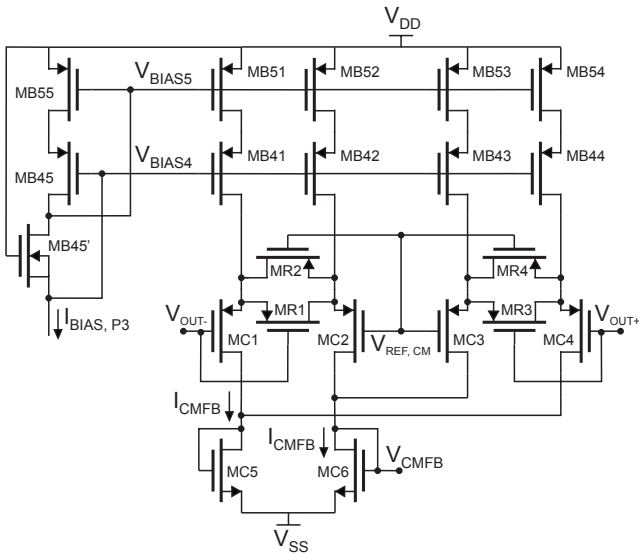 VDD
MB55
VBIAS5
MB51
MB52
MB53
MB54
MB45
VBIAS4
MB41
MB42
MB43
MB44
MB45'
MR2
MR4
IBIAS, P3
VOUT-
MR1
MR3
VOUT+
MC1
MC2
VREF, CM
MC3
MC4
ICMFB
ICMFB
VCMFB
MC5
MC6
VSS